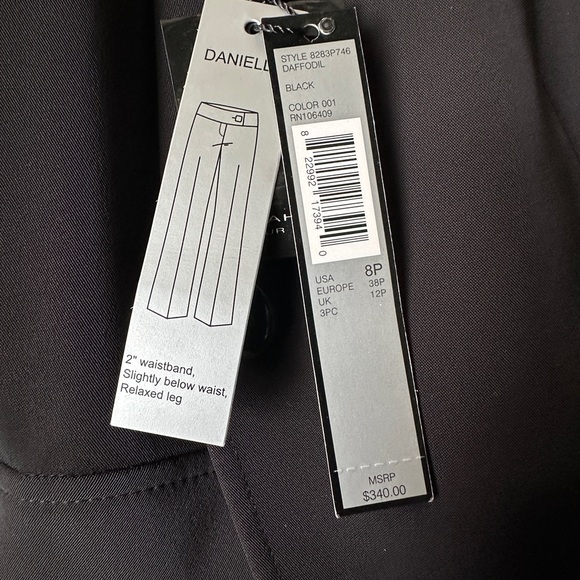 DANIELL
2" waistband,
Slightly below waist,
Relaxed leg
STYLE 8283P746
DAFFODIL
BLACK
COLOR 001
RN106409
8 22992 17394 0
USA 8P
EUROPE 38P
UK 12P
3PC
MSRP
$340.00